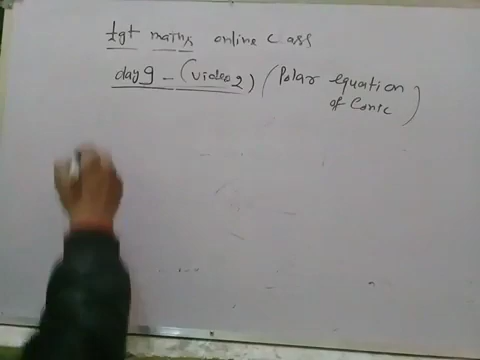 tgt maths online Class
day 9 - (video 2) (Polar equation
of Conic)